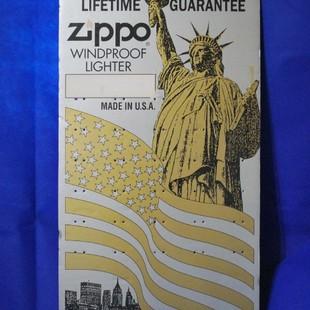 LIFETIME GUARANTEE
zippo®
WINDPROOF
LIGHTER
MADE IN U.S.A.